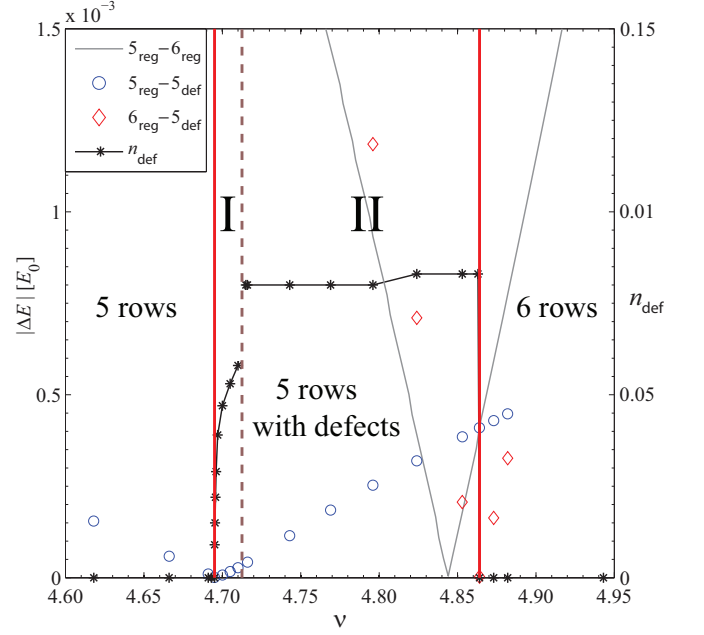 x 10⁻³
1.5
1
0.5
0
|ΔE| [E₀]
5reg−6reg
5reg−5def
6reg−5def
n_def
I
II
5 rows
5 rows
with defects
6 rows
0.15
0.01
0.05
0
n_def
4.60
4.65
4.70
4.75
4.80
4.85
4.90
4.95
ν